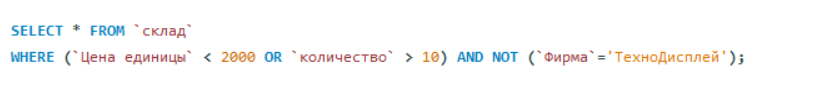 SELECT * FROM `склад`
WHERE (`Цена единицы` < 2000 OR `количество` > 10) AND NOT (`Фирма`='ТехноДисплей');